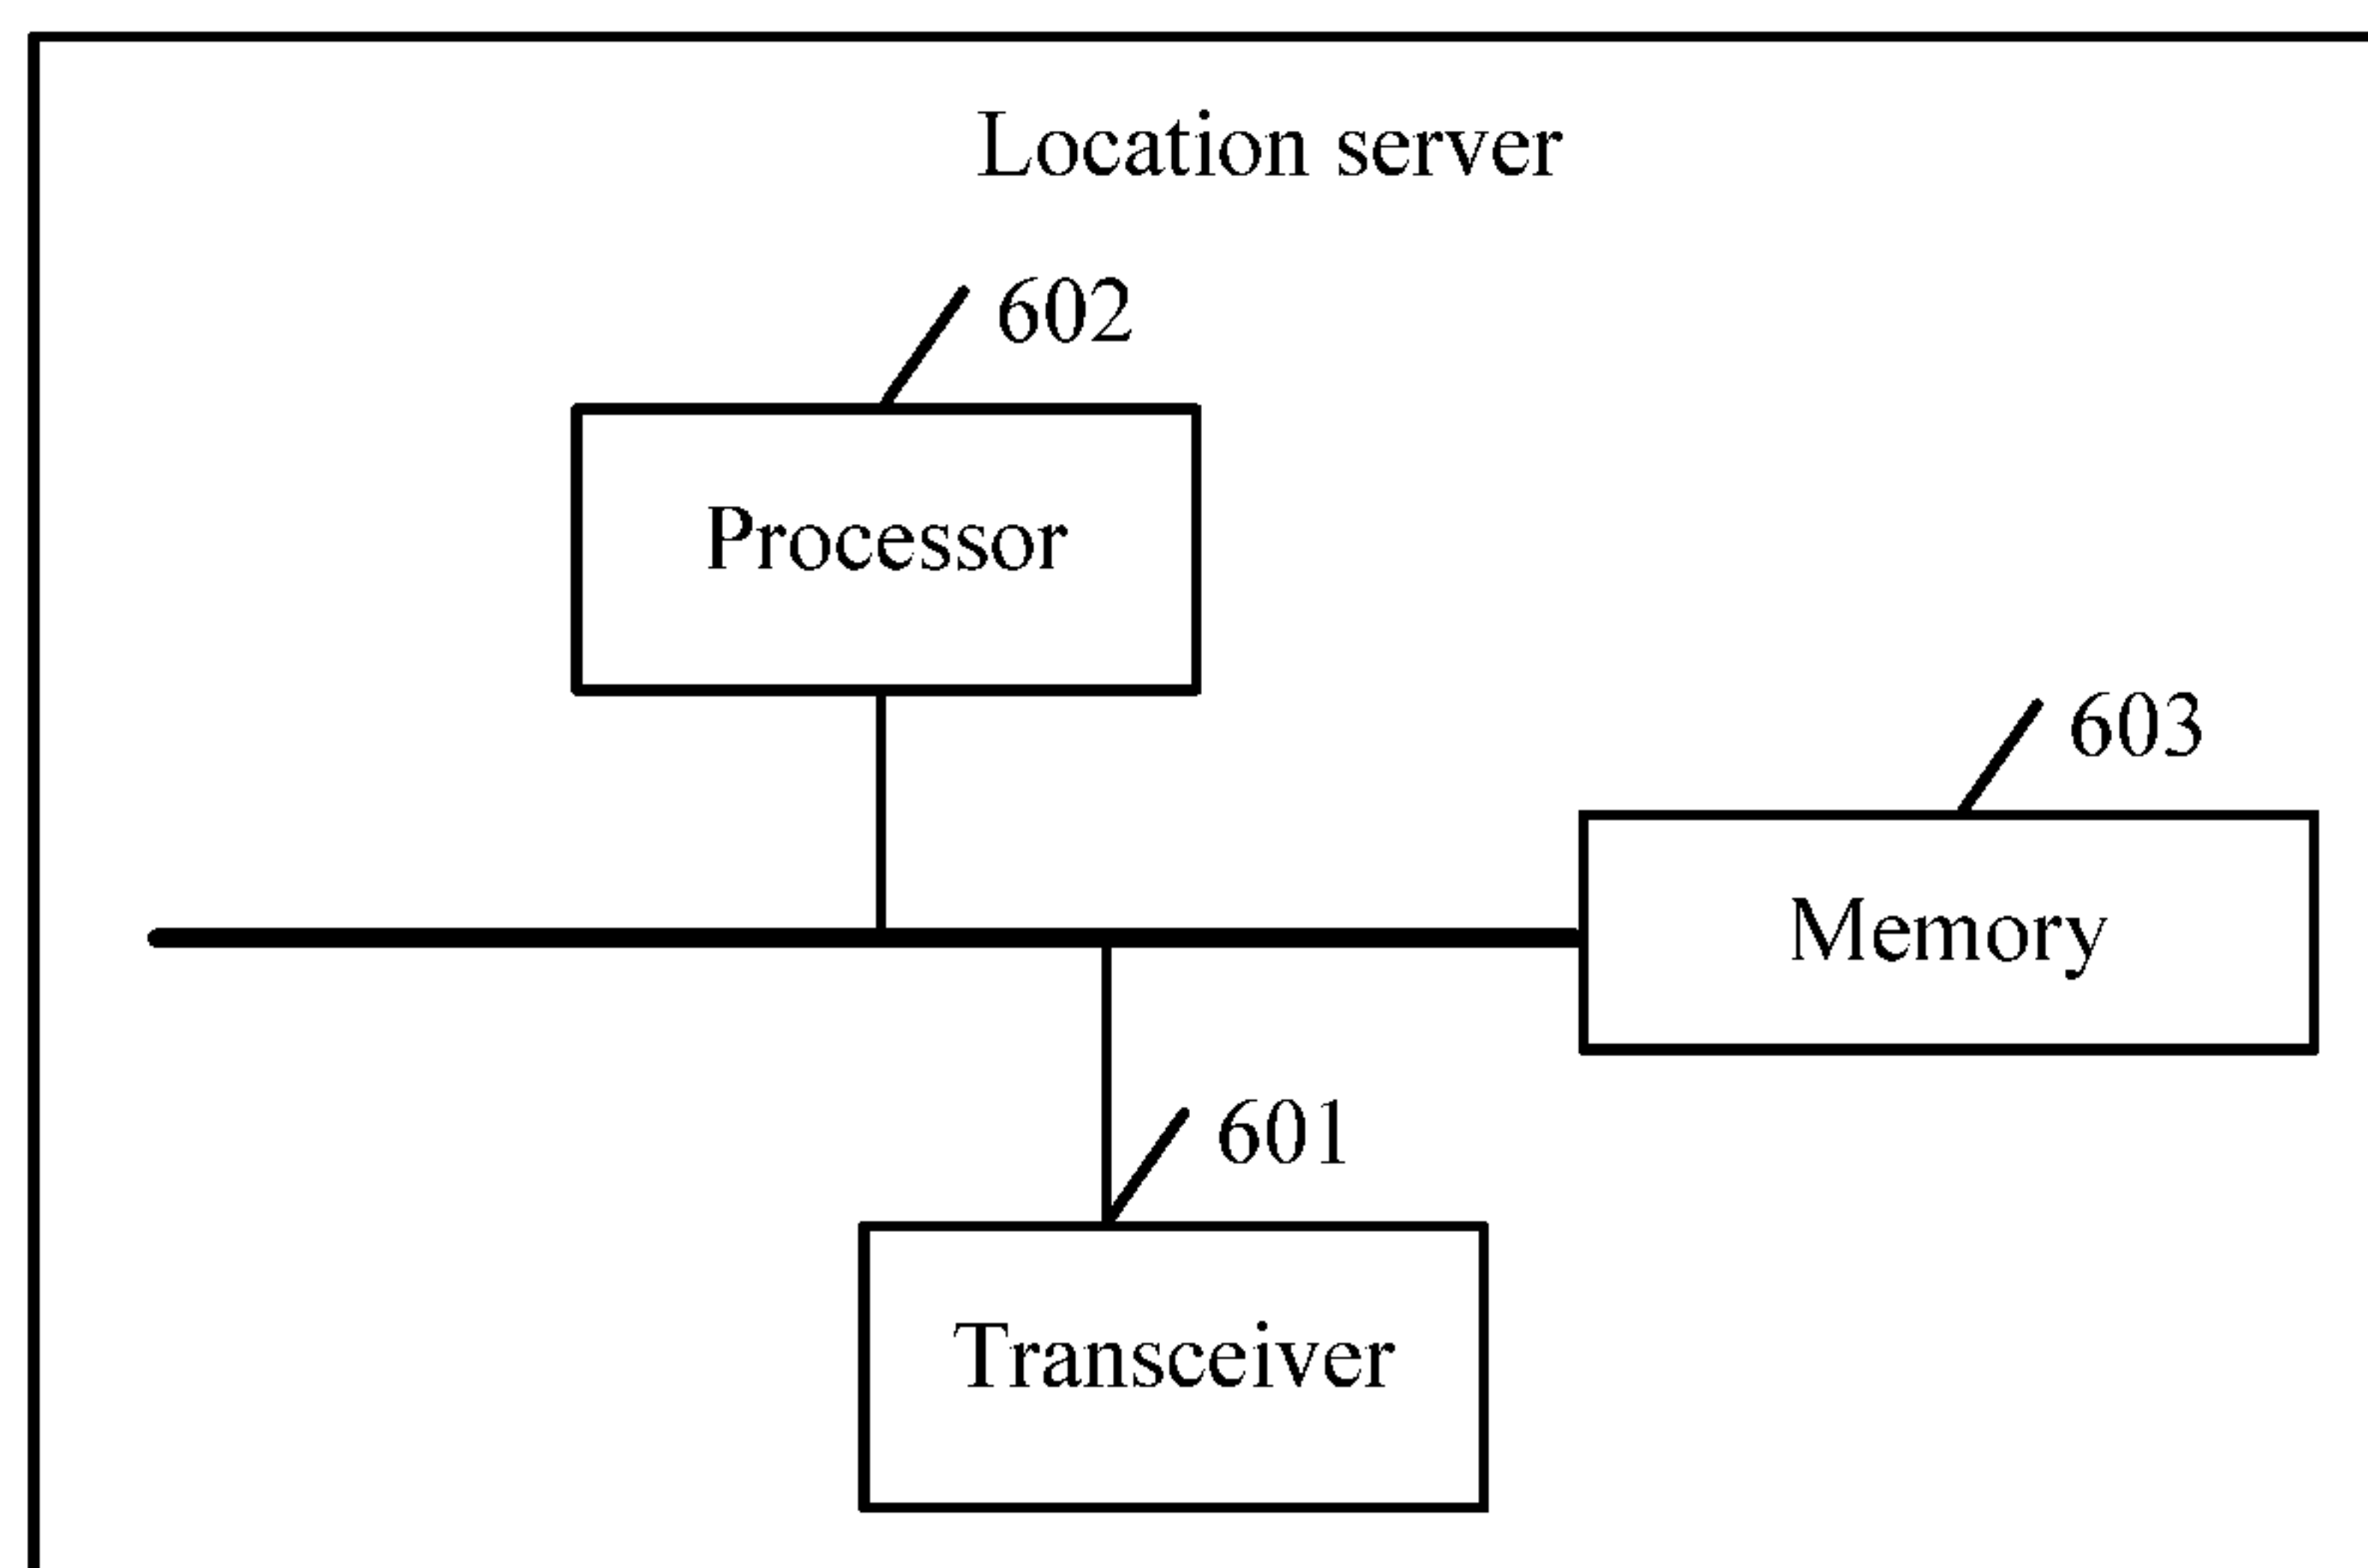 Location server
602
Processor
603
Memory
601
Transceiver